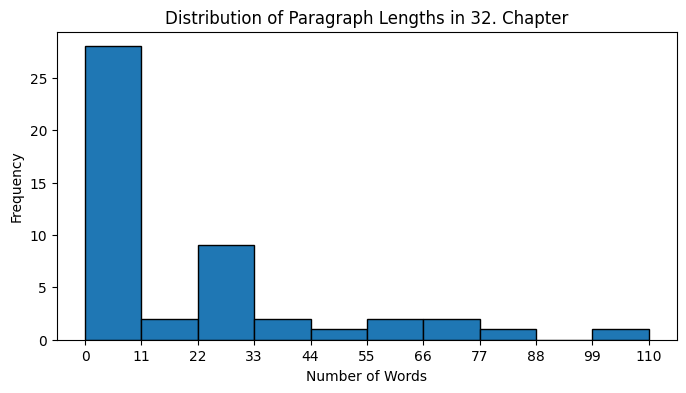 Distribution of Paragraph Lengths in 32. Chapter
Frequency
25
20
15
10
5
0
0 11 22 33 44 55 66 77 88 99 110
Number of Words